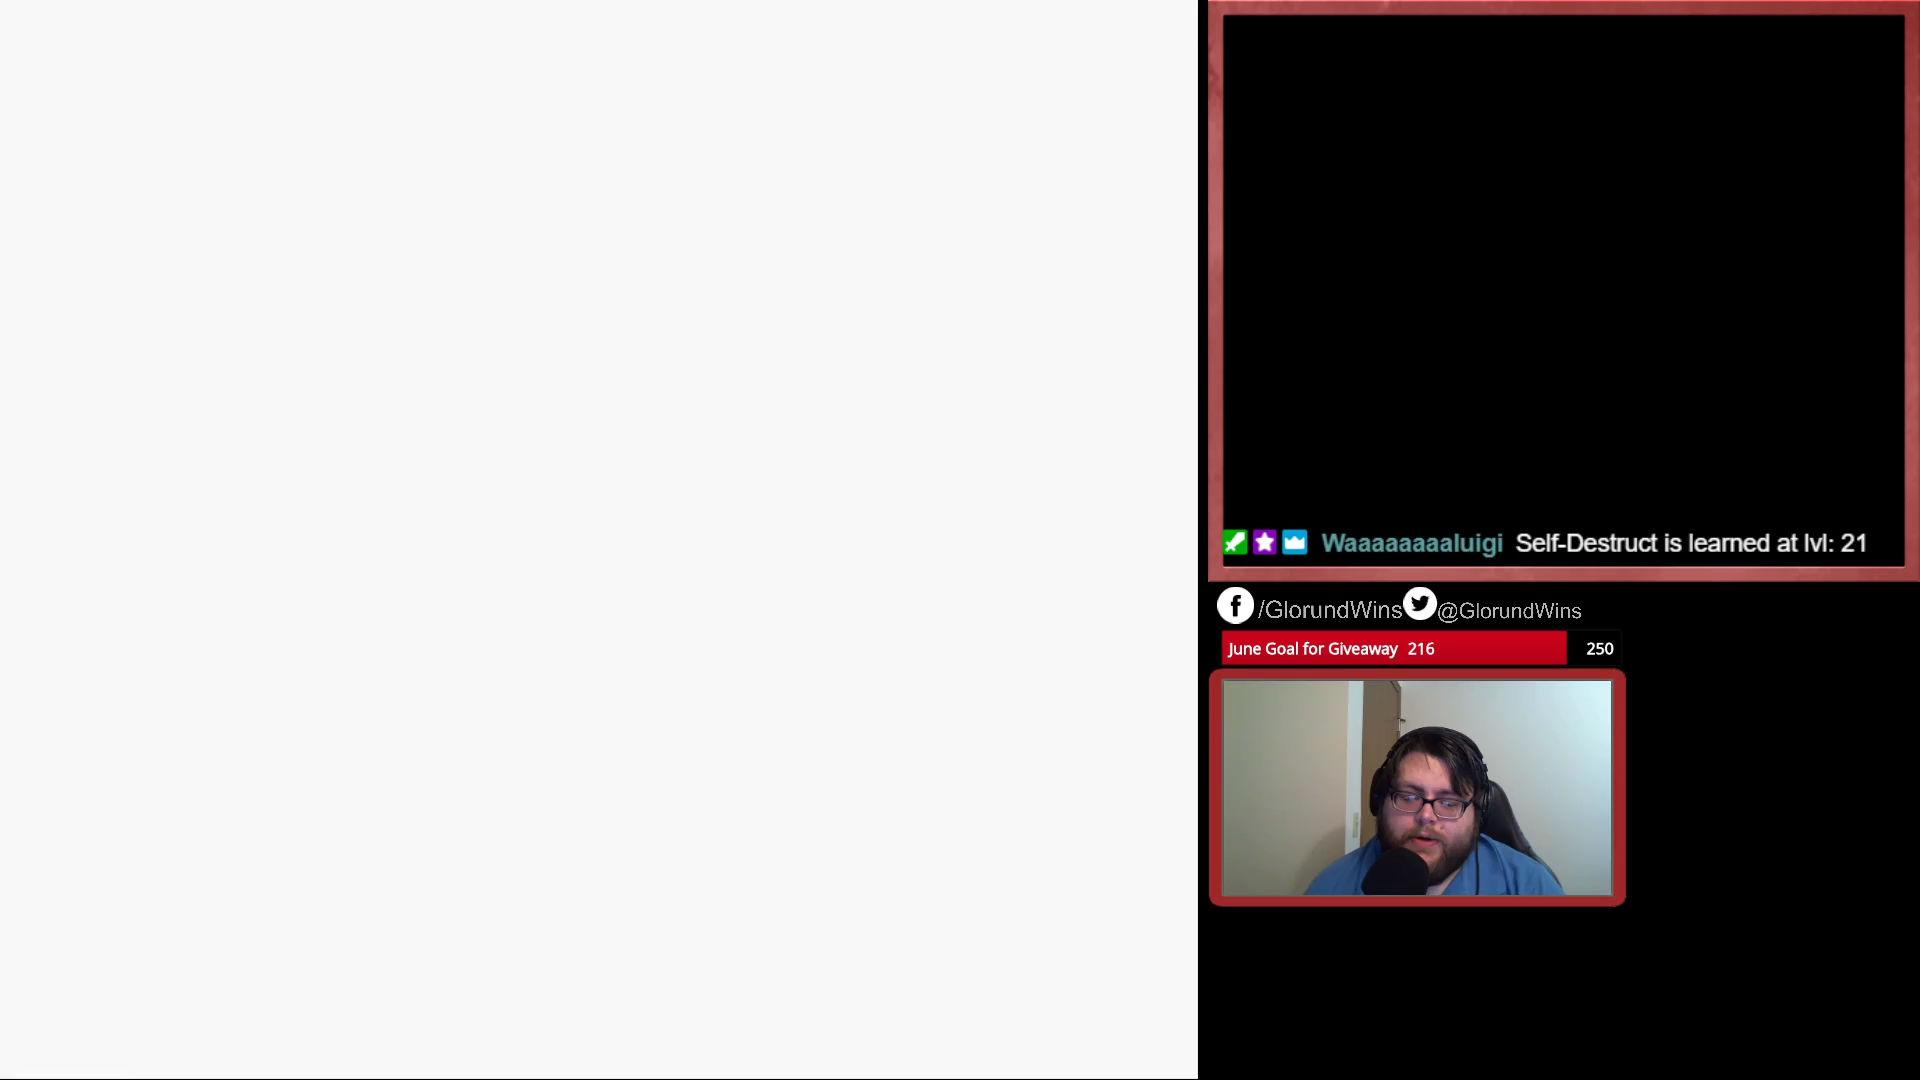 Waaaaaaaaluigi Self-Destruct is learned at lvl: 21
/GlorundWins @GlorundWins
June Goal for Giveaway 216 250